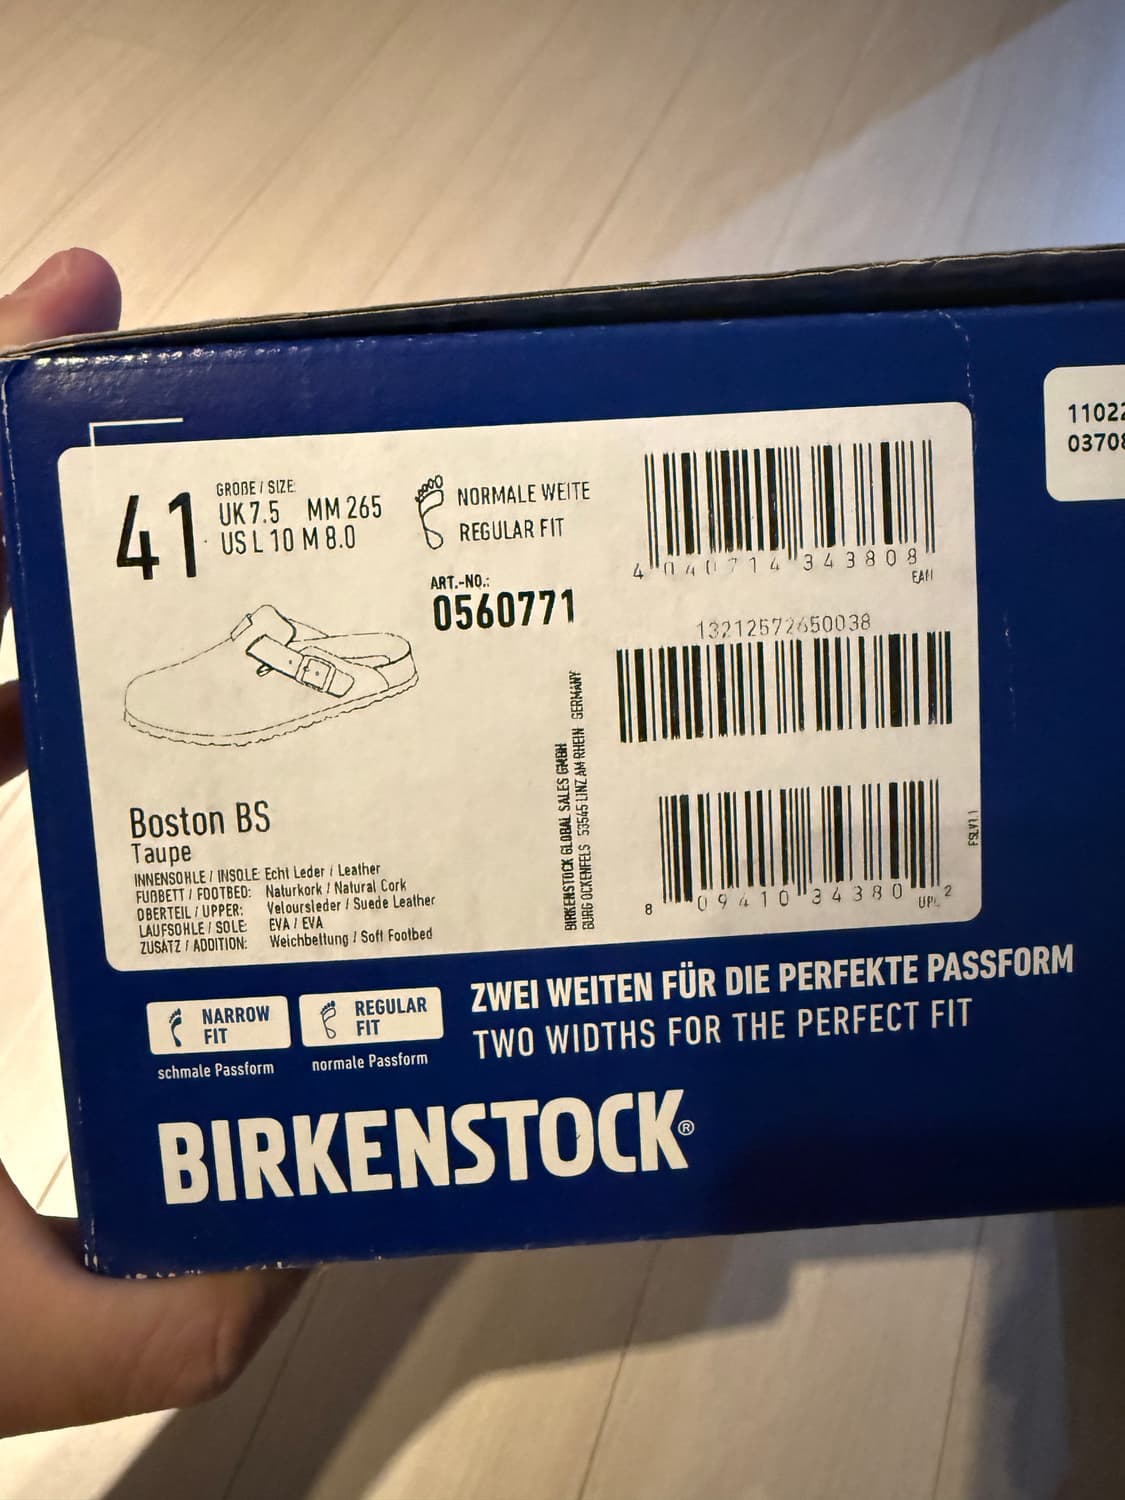 41
GRÖßE / SIZE:
UK 7.5 MM 265
US L 10 M 8.0
NORMALE WEITE
REGULAR FIT
ART.-NO.:
0560771
4 040714 343808
EAN
13212572650038
8 09410 34380 2
UPC
FSLV1.1
BIRKENSTOCK GLOBAL SALES GMBH
BURG OCKENFELS 53545 LINZ AM RHEIN GERMANY
Boston BS
Taupe
INNENSOHLE / INSOLE: Echt Leder / Leather
FUßBETT / FOOTBED: Naturkork / Natural Cork
OBERTEIL / UPPER: Veloursleder / Suede Leather
LAUFSOHLE / SOLE: EVA / EVA
ZUSATZ / ADDITION: Weichbettung / Soft Footbed
11022
03708
NARROW
FIT
schmale Passform
REGULAR
FIT
normale Passform
ZWEI WEITEN FÜR DIE PERFEKTE PASSFORM
TWO WIDTHS FOR THE PERFECT FIT
BIRKENSTOCK®